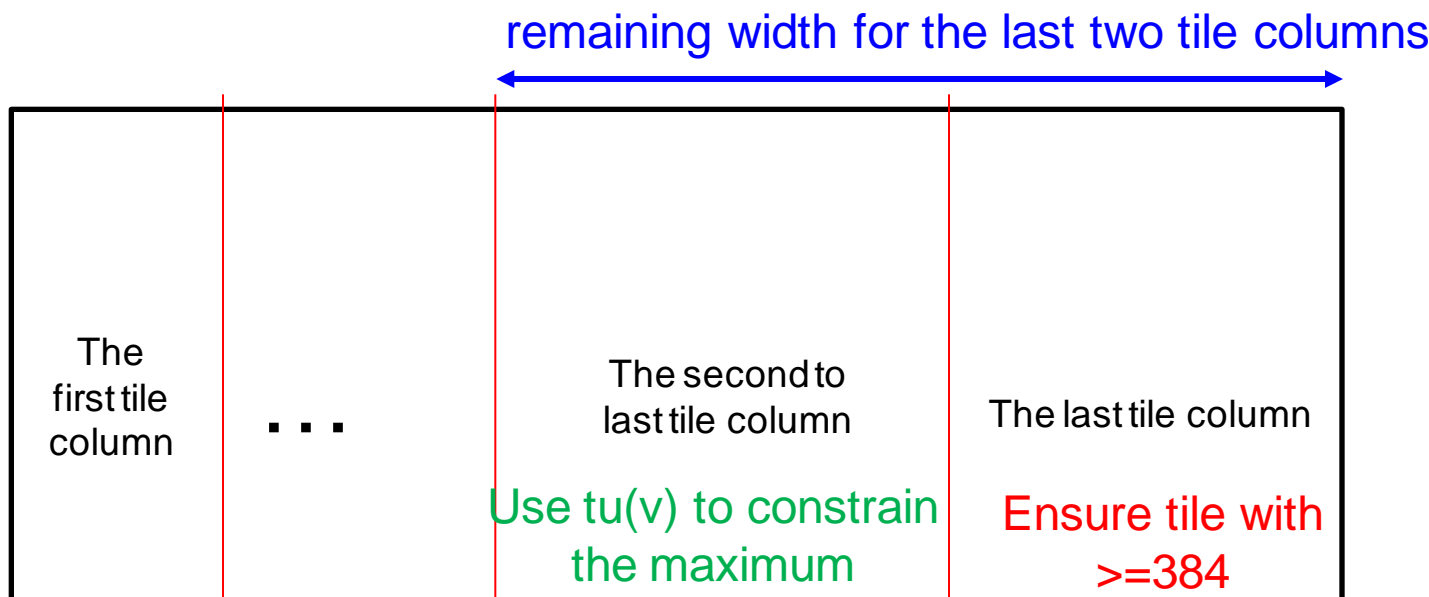 remaining width for the last two tile columns
The
first tile
column
...
The second to
last tile column
The last tile column
Use tu(v) to constrain
the maximum
Ensure tile with
>=384